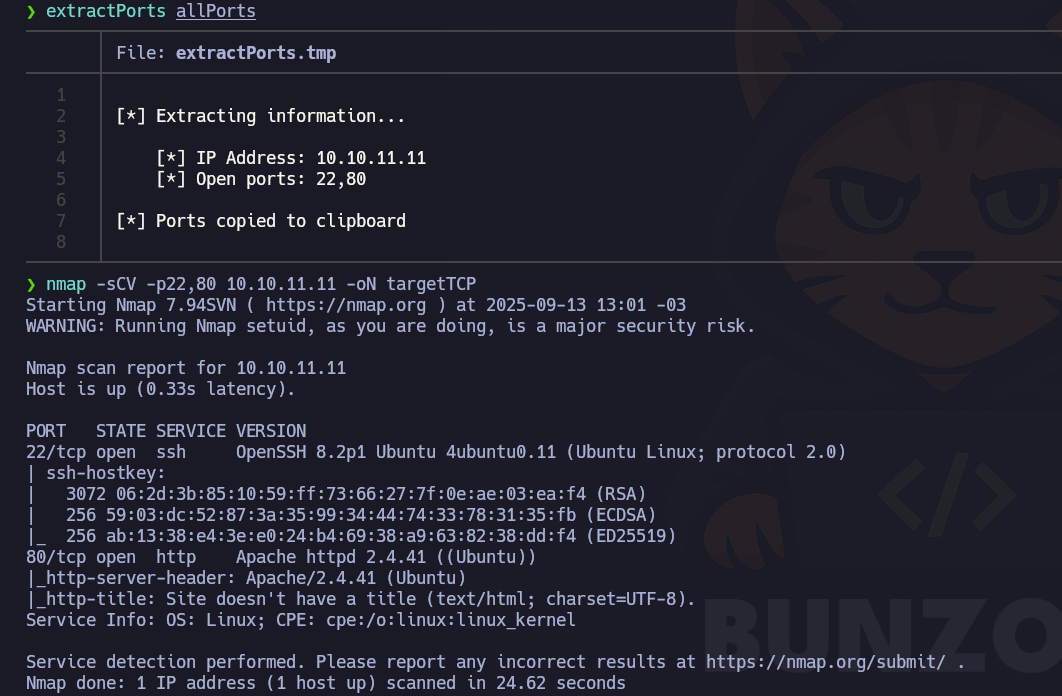 ❯ extractPorts allPorts
File: extractPorts.tmp
1
2 [*] Extracting information...
3
4 [*] IP Address: 10.10.11.11
5 [*] Open ports: 22,80
6
7 [*] Ports copied to clipboard
8
❯ nmap -sCV -p22,80 10.10.11.11 -oN targetTCP
Starting Nmap 7.94SVN ( https://nmap.org ) at 2025-09-13 13:01 -03
WARNING: Running Nmap setuid, as you are doing, is a major security risk.
Nmap scan report for 10.10.11.11
Host is up (0.33s latency).
PORT   STATE SERVICE VERSION
22/tcp open  ssh     OpenSSH 8.2p1 Ubuntu 4ubuntu0.11 (Ubuntu Linux; protocol 2.0)
| ssh-hostkey:
|   3072 06:2d:3b:85:10:59:ff:73:66:27:7f:0e:ae:03:ea:f4 (RSA)
|   256 59:03:dc:52:87:3a:35:99:34:44:74:33:78:31:35:fb (ECDSA)
|_  256 ab:13:38:e4:3e:e0:24:b4:69:38:a9:63:82:38:dd:f4 (ED25519)
80/tcp open  http    Apache httpd 2.4.41 ((Ubuntu))
|_http-server-header: Apache/2.4.41 (Ubuntu)
|_http-title: Site doesn't have a title (text/html; charset=UTF-8).
Service Info: OS: Linux; CPE: cpe:/o:linux:linux_kernel
Service detection performed. Please report any incorrect results at https://nmap.org/submit/ .
Nmap done: 1 IP address (1 host up) scanned in 24.62 seconds
</>
BUNZO